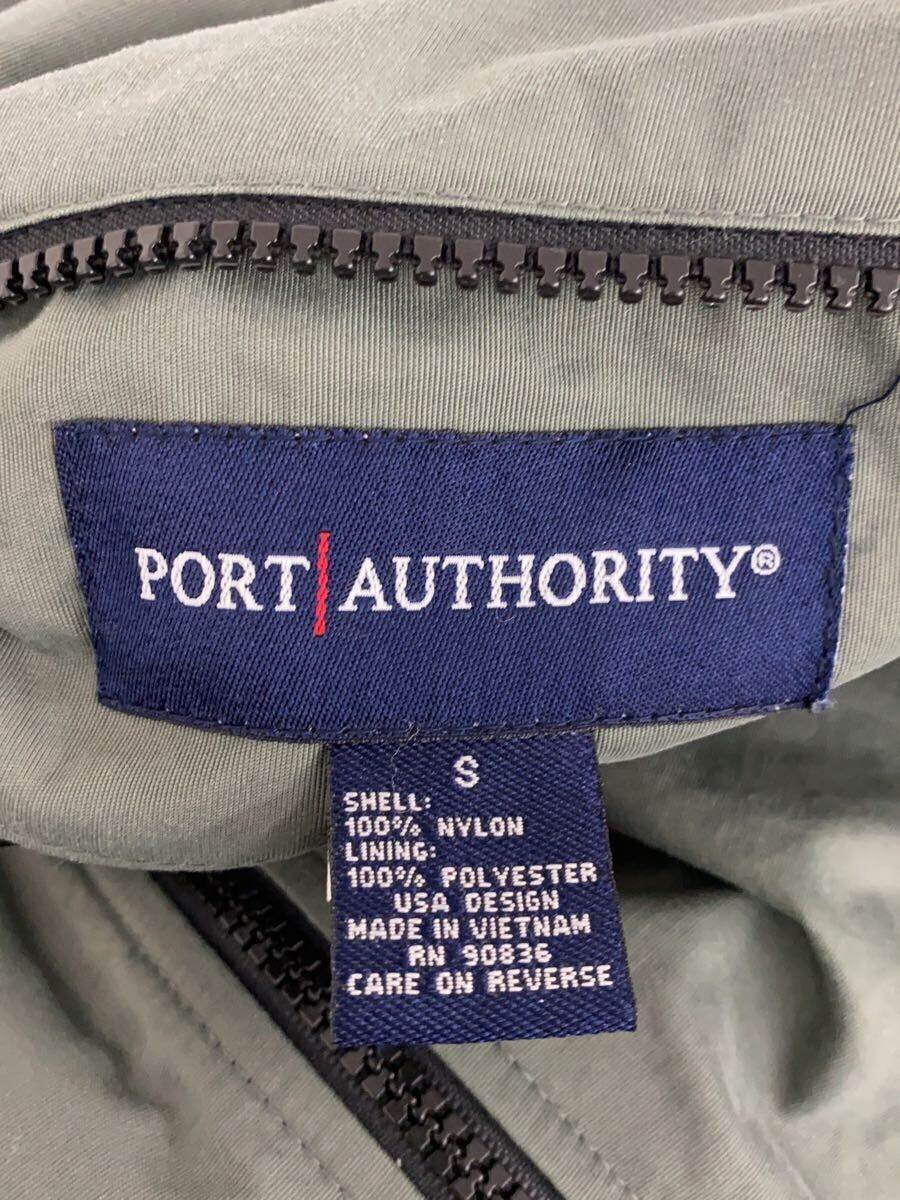 PORT|AUTHORITY®
S
SHELL:
100% NYLON
LINING:
100% POLYESTER
USA DESIGN
MADE IN VIETNAM
RN 90836
CARE ON REVERSE